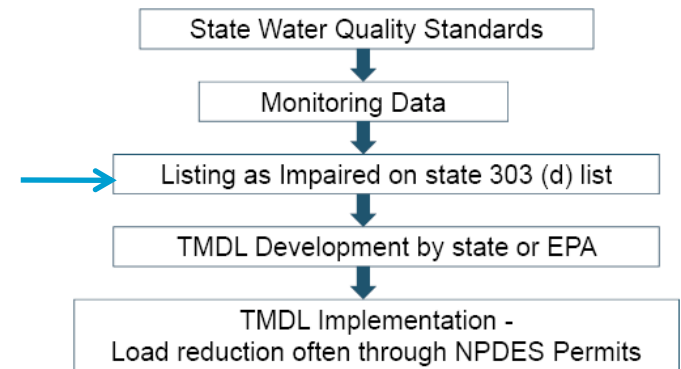 State Water Quality Standards
Monitoring Data
Listing as Impaired on state 303 (d) list
TMDL Development by state or EPA
TMDL Implementation -
Load reduction often through NPDES Permits